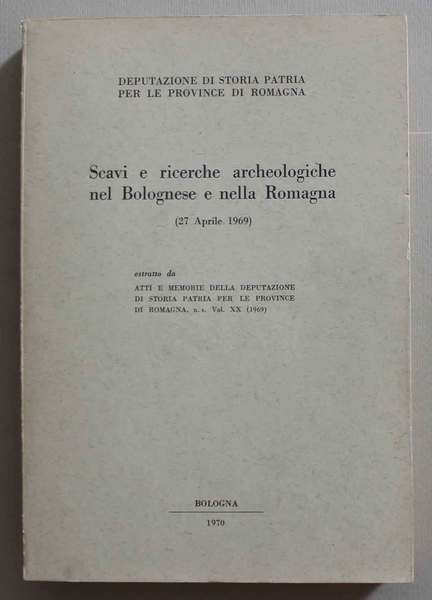 DEPUTAZIONE DI STORIA PATRIA
PER LE PROVINCE DI ROMAGNA
Scavi e ricerche archeologiche
nel Bolognese e nella Romagna
(27 Aprile 1969)
estratto da
ATTI E MEMORIE DELLA DEPUTAZIONE
DI STORIA PATRIA PER LE PROVINCE
DI ROMAGNA, n. s. Vol. XX (1969)
BOLOGNA
1970